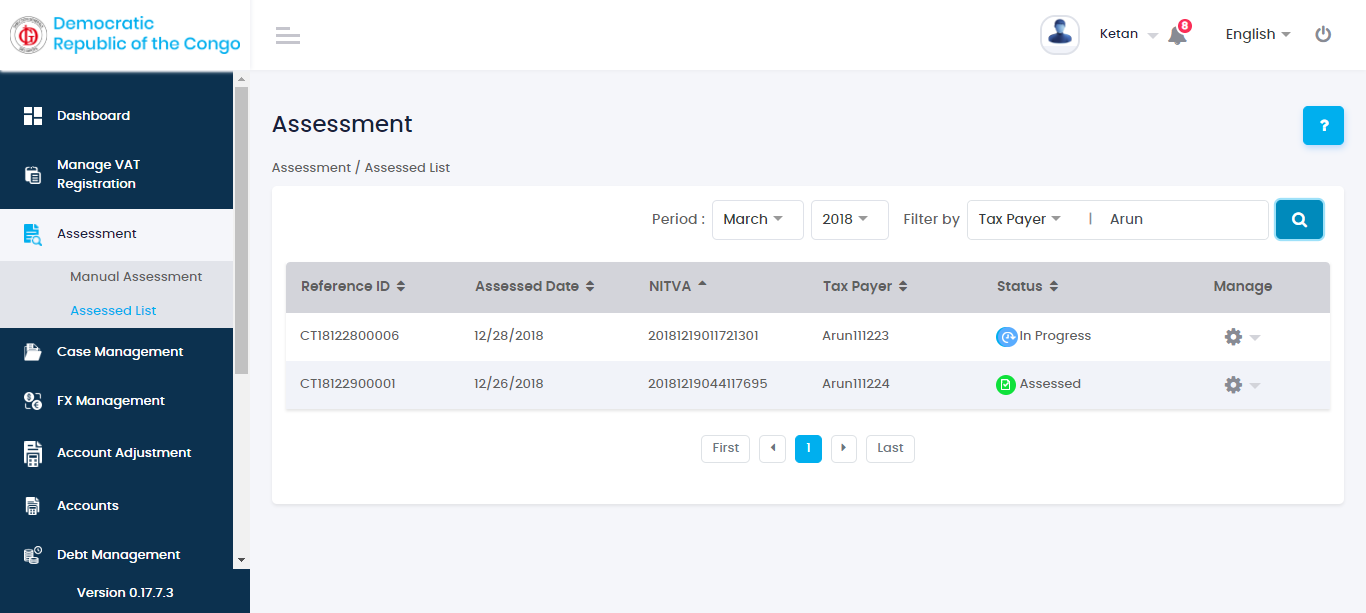 Democratic
Republic of the Congo
Ketan
8
English
Dashboard
Manage VAT
Registration
Assessment
Manual Assessment
Assessed List
Case Management
FX Management
Account Adjustment
Accounts
Debt Management
Version 0.17.7.3
Assessment
?
Assessment / Assessed List
Period : March 2018 Filter by Tax Payer | Arun
Reference ID Assessed Date NITVA Tax Payer Status Manage
CT18122800006 12/28/2018 20181219011721301 Arun111223 In Progress
CT18122900001 12/26/2018 20181219044117695 Arun111224 Assessed
First 1 Last